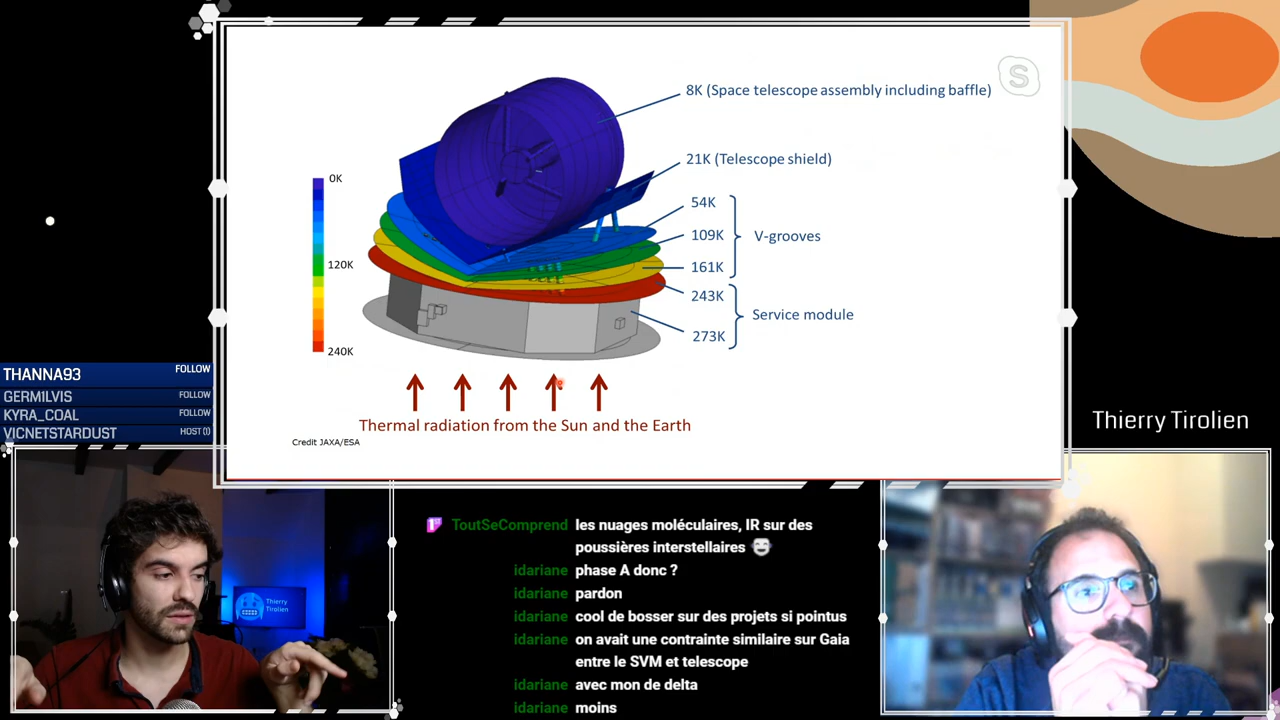 S
8K (Space telescope assembly including baffle)
21K (Telescope shield)
0K
54K
109K
V-grooves
120K
161K
243K
Service module
273K
240K
Thermal radiation from the Sun and the Earth
Credit JAXA/ESA
THANNA93 FOLLOW
GERM1LVIS FOLLOW
KYRA_COAL FOLLOW
VICNETSTARDUST HOST (1)
Thierry Tirolien
Thierry
Tirolien
ToutSeComprend les nuages moléculaires, IR sur des
poussières interstellaires
idariane phase A donc ?
idariane pardon
idariane cool de bosser sur des projets si pointus
idariane on avait une contrainte similaire sur Gaia
entre le SVM et telescope
idariane avec mon de delta
idariane moins